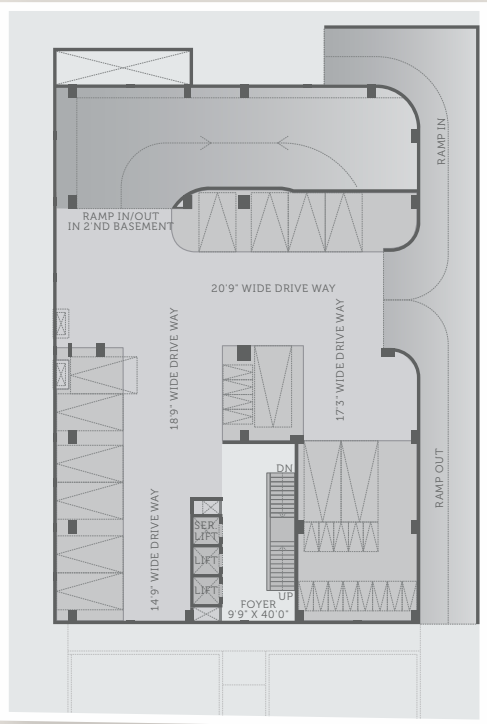 RAMP IN
RAMP IN/OUT
IN 2'ND BASEMENT
20'9" WIDE DRIVE WAY
18'9" WIDE DRIVE WAY
17'3" WIDE DRIVE WAY
RAMP OUT
DN
14'9" WIDE DRIVE WAY
SER.
LIFT
LIFT
LIFT
UP
FOYER
9'9" X 40'0"